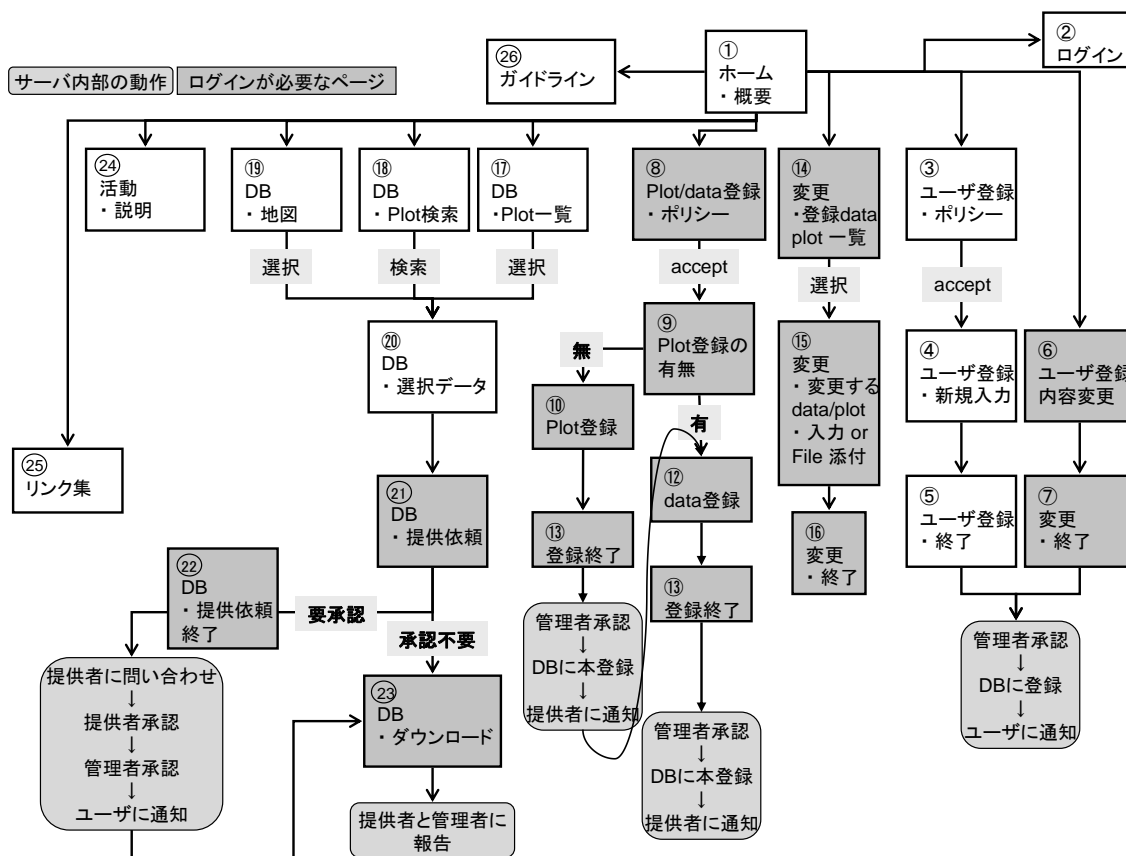 サーバ内部の動作
ログインが必要なページ
㉖
ガイドライン
①
ホーム
・概要
②
ログイン
㉔
活動
・説明
⑲
DB
・地図
⑱
DB
・Plot検索
⑰
DB
・Plot一覧
⑧
Plot/data登録
・ポリシー
⑭
変更
・登録data
plot 一覧
③
ユーザ登録
・ポリシー
選択
検索
選択
accept
選択
accept
⑳
DB
・選択データ
無
⑨
Plot登録の
有無
⑮
変更
・変更する
data/plot
・入力 or
File 添付
④
ユーザ登録
・新規入力
⑥
ユーザ登録
内容変更
⑩
Plot登録
有
㉕
リンク集
㉑
DB
・提供依頼
⑫
data登録
⑤
ユーザ登録
・終了
⑦
変更
・終了
⑬
登録終了
⑯
変更
・終了
㉒
DB
・提供依頼
終了
要承認
承認不要
⑬
登録終了
管理者承認
↓
DBに本登録
↓
提供者に通知
管理者承認
↓
DBに登録
↓
ユーザに通知
提供者に問い合わせ
↓
提供者承認
↓
管理者承認
↓
ユーザに通知
㉓
DB
・ダウンロード
管理者承認
↓
DBに本登録
↓
提供者に通知
提供者と管理者に
報告